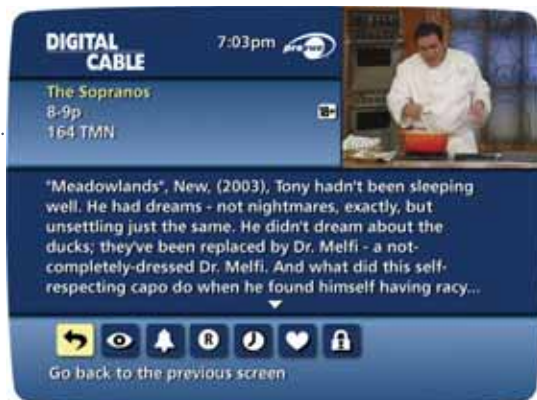 DIGITAL
CABLE
7:03pm
The Sopranos
8-9p
18+
164 TMN
"Meadowlands", New, (2003), Tony hadn't been sleeping
well. He had dreams - not nightmares, exactly, but
unsettling just the same. He didn't dream about the
ducks; they've been replaced by Dr. Melfi - a not-
completely-dressed Dr. Melfi. And what did this self-
respecting capo do when he found himself having racy...
R
Go back to the previous screen